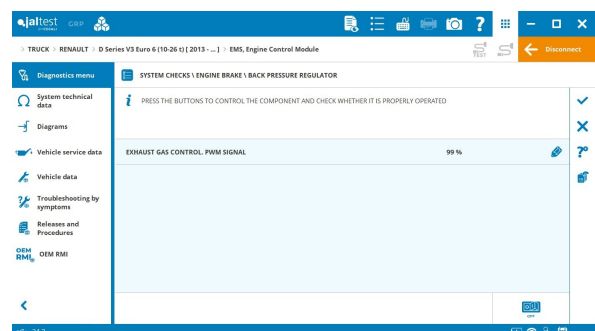 jaltest GRP
TRUCK > RENAULT > D Series V3 Euro 6 (10-26 t) [ 2013 - ... ] > EMS, Engine Control Module
TEST
Disconnect
Diagnostics menu
SYSTEM CHECKS \ ENGINE BRAKE \ BACK PRESSURE REGULATOR
System technical
data
PRESS THE BUTTONS TO CONTROL THE COMPONENT AND CHECK WHETHER IT IS PROPERLY OPERATED
Diagrams
Vehicle service data
EXHAUST GAS CONTROL. PWM SIGNAL 99 %
Vehicle data
Troubleshooting by
symptoms
Releases and
Procedures
OEM
RMI
OEM RMI
OFF